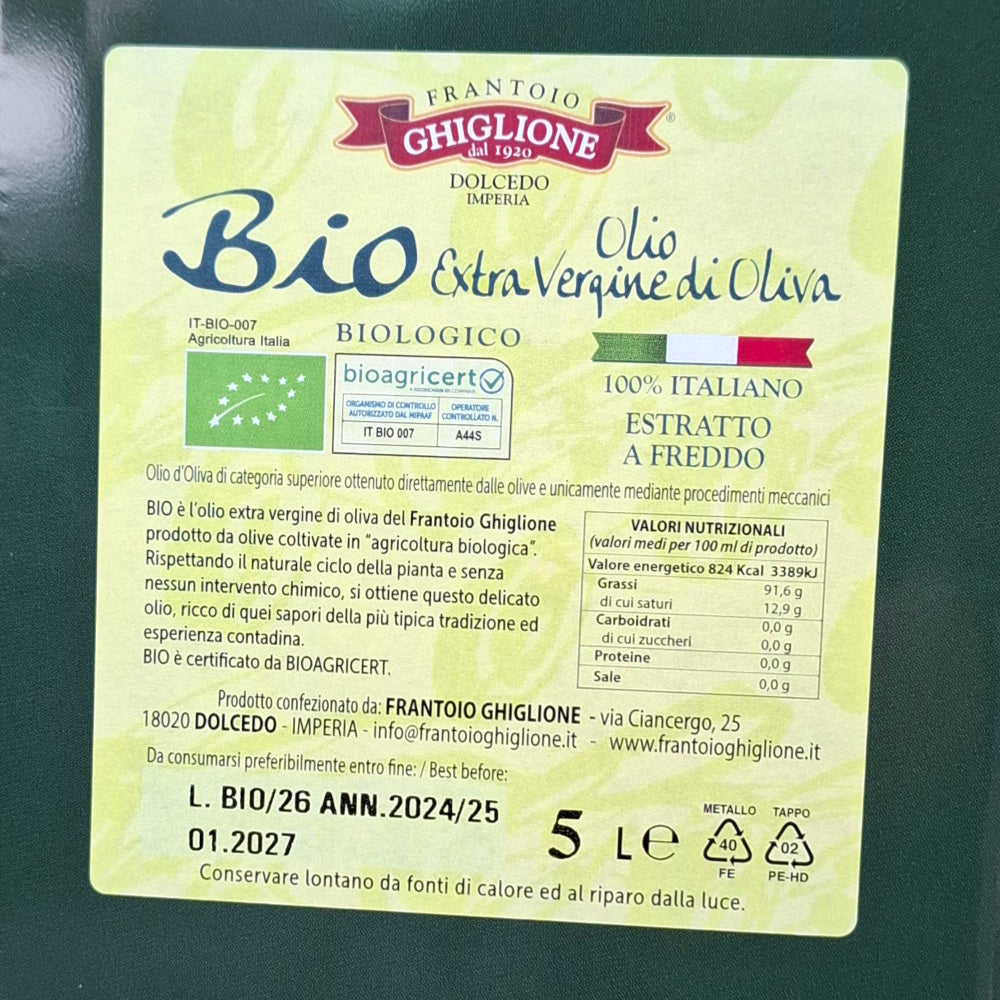 FRANTOIO
GHIGLIONE
®
dal 1920
DOLCEDO
IMPERIA
Bio
Olio
Extra Vergine di Oliva
IT-BIO-007
Agricoltura Italia
BIOLOGICO
bioagricert
ORGANISMO DI CONTROLLO
AUTORIZZATO DAL MIPAAF
OPERATORE
CONTROLLATO N.
IT BIO 007
A44S
100% ITALIANO
ESTRATTO
A FREDDO
Olio d'Oliva di categoria superiore ottenuto direttamente dalle olive e unicamente mediante procedimenti meccanici
BIO è l'olio extra vergine di oliva del Frantoio Ghiglione
prodotto da olive coltivate in "agricoltura biologica".
Rispettando il naturale ciclo della pianta e senza
nessun intervento chimico, si ottiene questo delicato
olio, ricco di quei sapori della più tipica tradizione ed
esperienza contadina.
BIO è certificato da BIOAGRICERT.
VALORI NUTRIZIONALI
(valori medi per 100 ml di prodotto)
Valore energetico 824 Kcal 3389kJ
Grassi 91,6 g
di cui saturi 12,9 g
Carboidrati 0,0 g
di cui zuccheri 0,0 g
Proteine 0,0 g
Sale 0,0 g
Prodotto confezionato da: FRANTOIO GHIGLIONE - via Ciancergo, 25
18020 DOLCEDO - IMPERIA - info@frantoioghiglione.it - www.frantoioghiglione.it
Da consumarsi preferibilmente entro fine: / Best before:
L. BIO/26 ANN.2024/25
01.2027
5 L e
METALLO
40
FE
TAPPO
02
PE-HD
Conservare lontano da fonti di calore ed al riparo dalla luce.